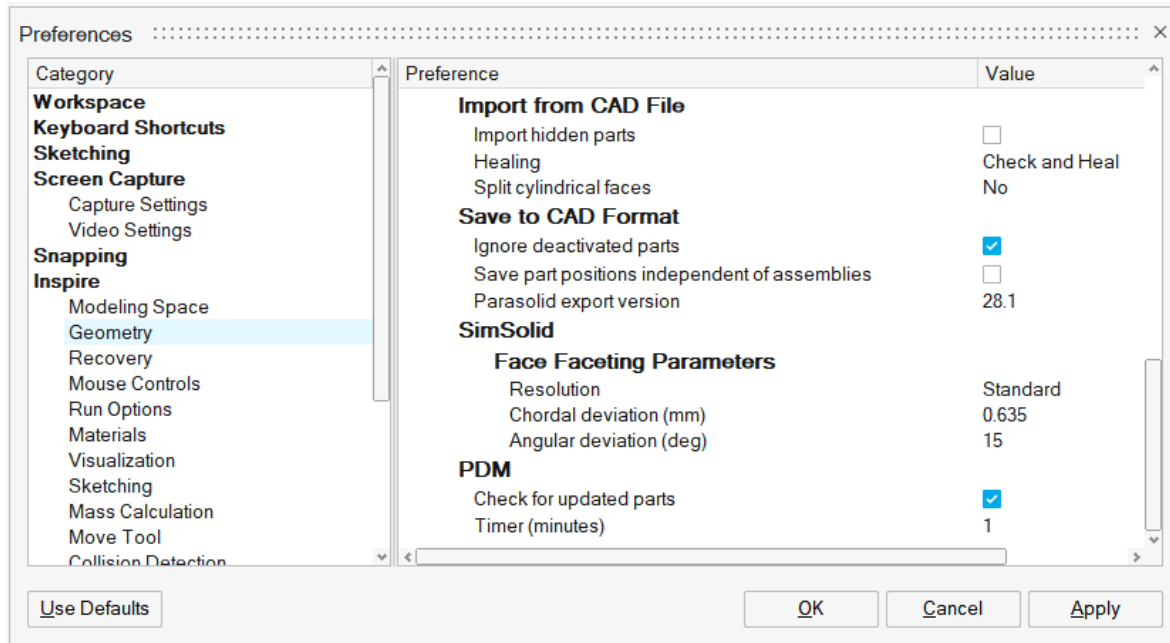 Preferences
Category
Workspace
Keyboard Shortcuts
Sketching
Screen Capture
Capture Settings
Video Settings
Snapping
Inspire
Modeling Space
Geometry
Recovery
Mouse Controls
Run Options
Materials
Visualization
Sketching
Mass Calculation
Move Tool
Collision Detection
Preference Value
Import from CAD File
Import hidden parts
Healing Check and Heal
Split cylindrical faces No
Save to CAD Format
Ignore deactivated parts
Save part positions independent of assemblies
Parasolid export version 28.1
SimSolid
Face Faceting Parameters
Resolution Standard
Chordal deviation (mm) 0.635
Angular deviation (deg) 15
PDM
Check for updated parts
Timer (minutes) 1
Use Defaults OK Cancel Apply